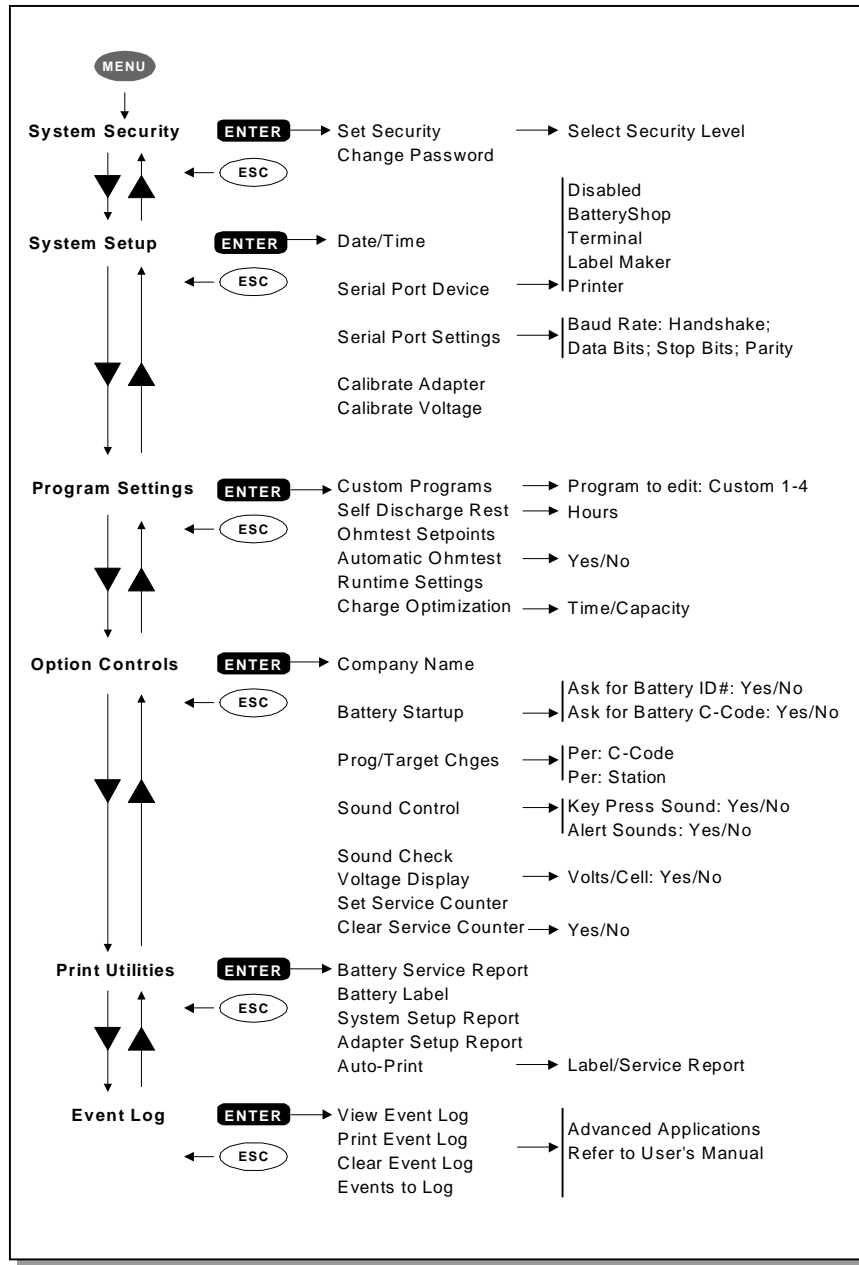 MENU
System Security ENTER Set Security Select Security Level
Change Password
ESC
Disabled
BatteryShop
Terminal
Label Maker
Printer
System Setup ENTER Date/Time
ESC
Serial Port Device
Serial Port Settings
Baud Rate: Handshake;
Data Bits; Stop Bits; Parity
Calibrate Adapter
Calibrate Voltage
Program Settings ENTER Custom Programs Program to edit: Custom 1-4
Self Discharge Rest Hours
ESC
Ohmtest Setpoints
Automatic Ohmtest Yes/No
Runtime Settings
Charge Optimization Time/Capacity
Option Controls ENTER Company Name
ESC
Battery Startup
Ask for Battery ID#: Yes/No
Ask for Battery C-Code: Yes/No
Prog/Target Chges
Per: C-Code
Per: Station
Sound Control
Key Press Sound: Yes/No
Alert Sounds: Yes/No
Sound Check
Voltage Display Volts/Cell: Yes/No
Set Service Counter
Clear Service Counter Yes/No
Print Utilities ENTER Battery Service Report
Battery Label
ESC
System Setup Report
Adapter Setup Report
Auto-Print Label/Service Report
Event Log ENTER View Event Log
Print Event Log
ESC
Clear Event Log
Events to Log
Advanced Applications
Refer to User's Manual